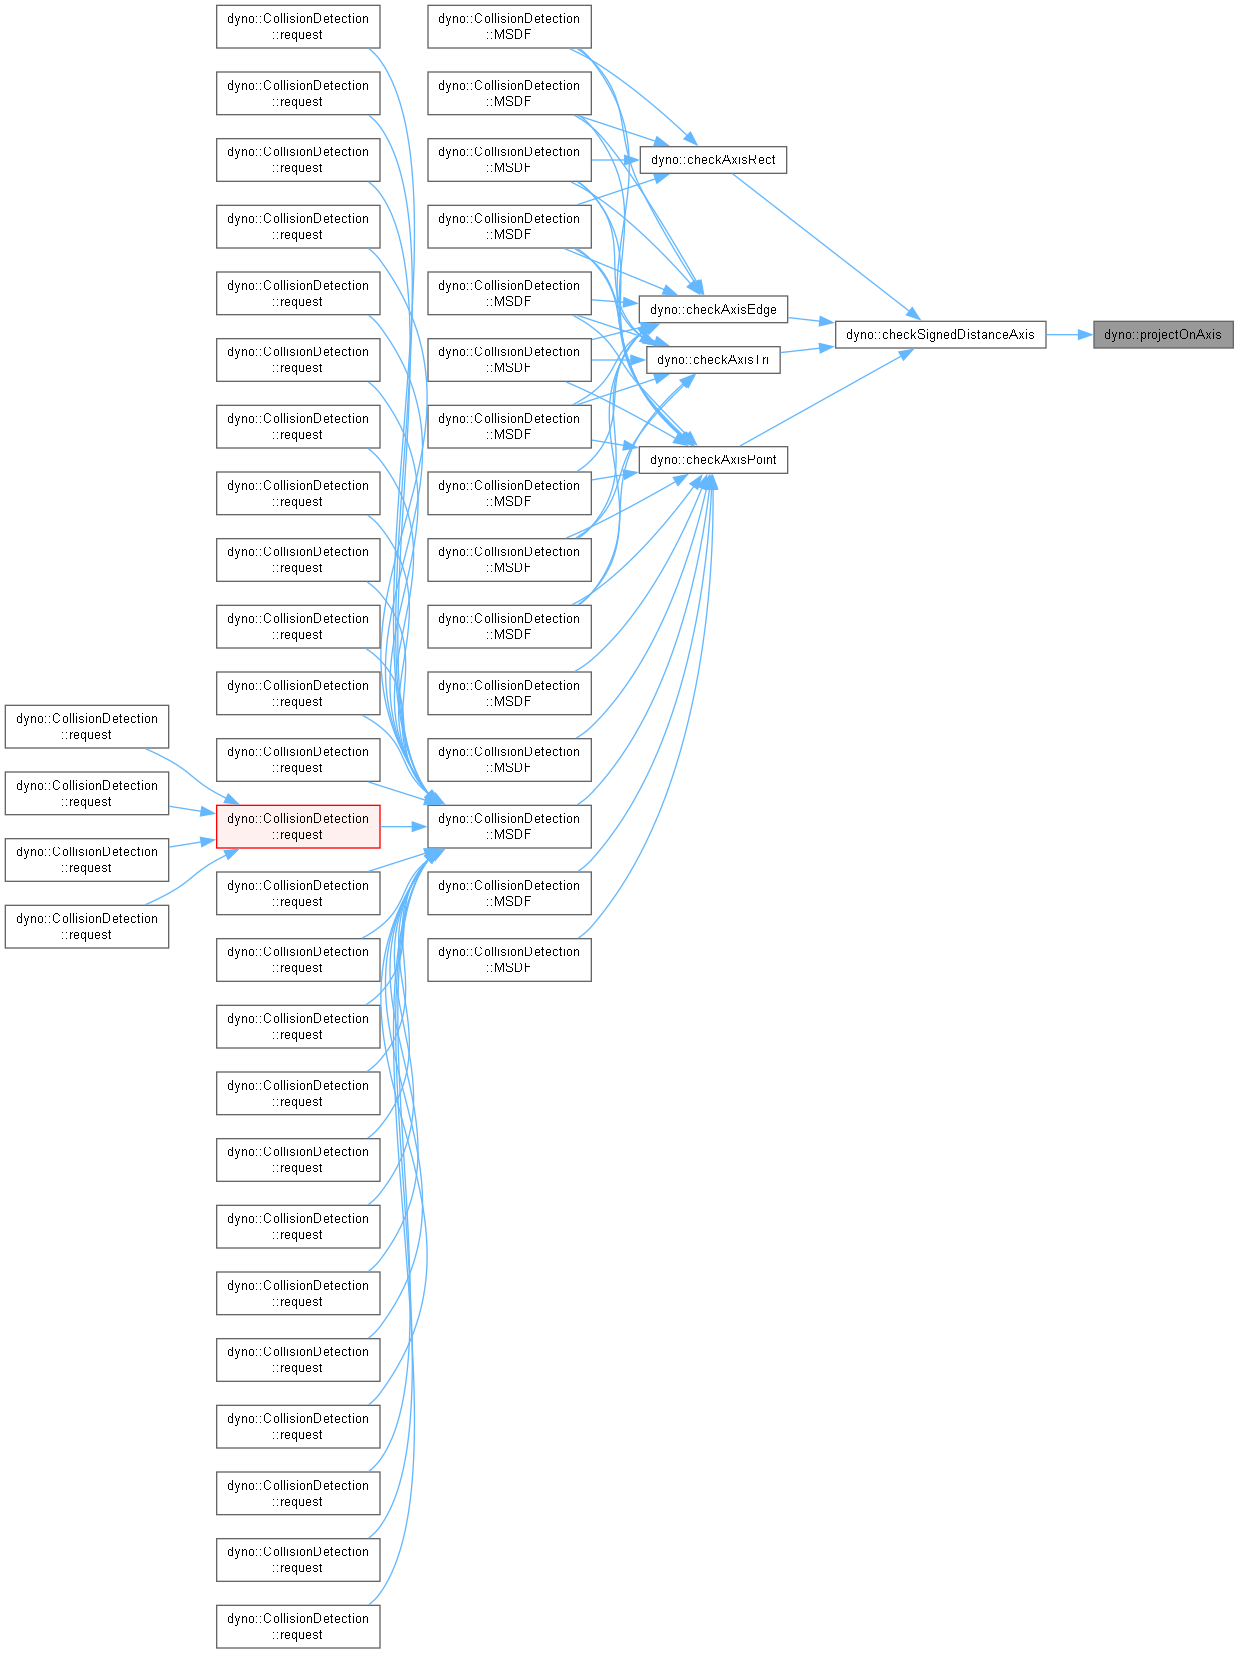 dyno::CollisionDetection
::request
dyno::CollisionDetection
::request
dyno::CollisionDetection
::request
dyno::CollisionDetection
::request
dyno::CollisionDetection
::request
dyno::CollisionDetection
::request
dyno::CollisionDetection
::request
dyno::CollisionDetection
::request
dyno::CollisionDetection
::request
dyno::CollisionDetection
::request
dyno::CollisionDetection
::request
dyno::CollisionDetection
::request
dyno::CollisionDetection
::request
dyno::CollisionDetection
::request
dyno::CollisionDetection
::request
dyno::CollisionDetection
::request
dyno::CollisionDetection
::request
dyno::CollisionDetection
::request
dyno::CollisionDetection
::request
dyno::CollisionDetection
::request
dyno::CollisionDetection
::request
dyno::CollisionDetection
::request
dyno::CollisionDetection
::request
dyno::CollisionDetection
::request
dyno::CollisionDetection
::request
dyno::CollisionDetection
::request
dyno::CollisionDetection
::request
dyno::CollisionDetection
::request
dyno::CollisionDetection
::request
dyno::CollisionDetection
::MSDF
dyno::CollisionDetection
::MSDF
dyno::CollisionDetection
::MSDF
dyno::CollisionDetection
::MSDF
dyno::CollisionDetection
::MSDF
dyno::CollisionDetection
::MSDF
dyno::CollisionDetection
::MSDF
dyno::CollisionDetection
::MSDF
dyno::CollisionDetection
::MSDF
dyno::CollisionDetection
::MSDF
dyno::CollisionDetection
::MSDF
dyno::CollisionDetection
::MSDF
dyno::CollisionDetection
::MSDF
dyno::CollisionDetection
::MSDF
dyno::CollisionDetection
::MSDF
dyno::checkAxisRect
dyno::checkAxisEdge
dyno::checkAxisTri
dyno::checkAxisPoint
dyno::checkSignedDistanceAxis
dyno::projectOnAxis